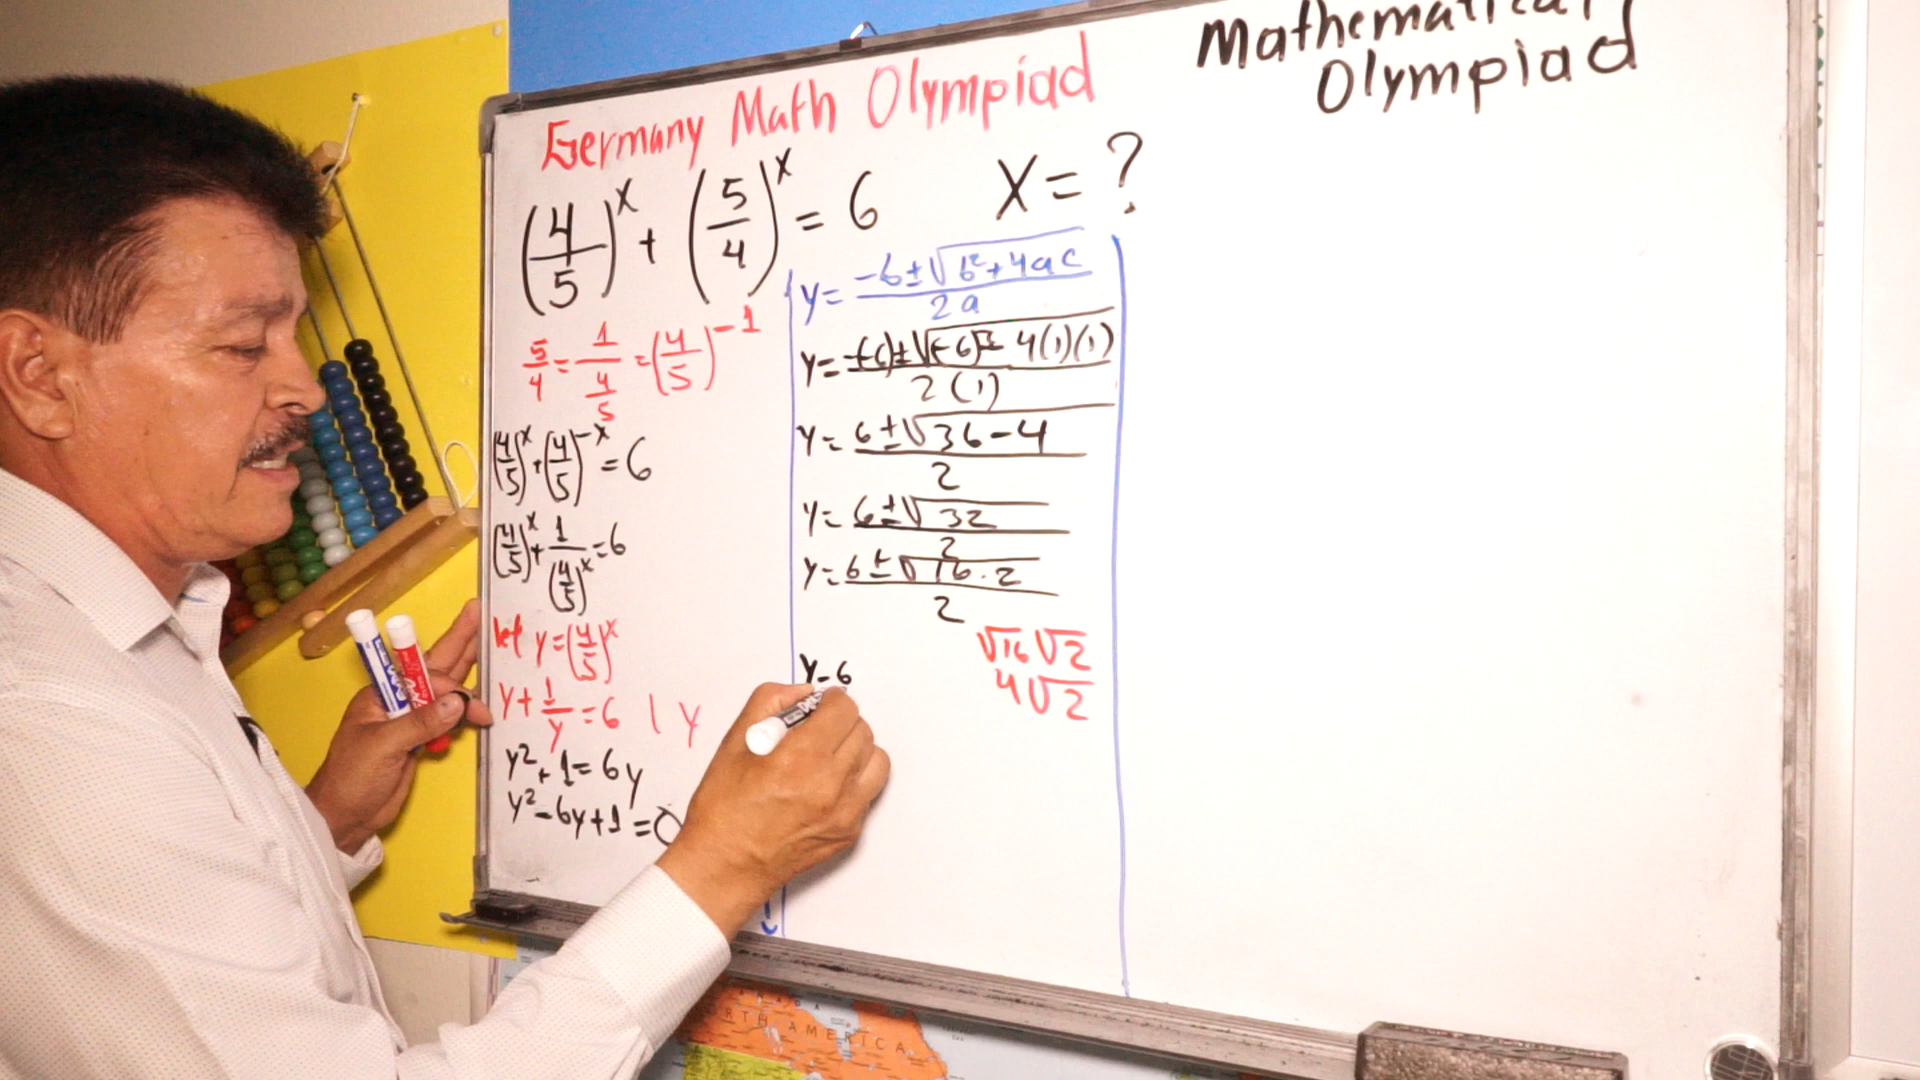 Germany Math Olympiad
(4/5)^x + (5/4)^x = 6    X = ?
5/4 = 1/(4/5) = (4/5)^-1
(4/5)^x + (4/5)^-x = 6
(4/5)^x + 1/(4/5)^x = 6
let y = (4/5)^x
y + 1/y = 6 | y
y² + 1 = 6y
y² - 6y + 1 = 0
y = (-b ± √(b² + 4ac))/(2a)
y = (-(-6) ± √((-6)² - 4(1)(1)))/(2(1))
y = (6 ± √(36 - 4))/2
y = (6 ± √32)/2
y = (6 ± √(16 · 2))/2
√16 √2
4√2
y = 6
Mathematical
Olympiad
RTH AMERICA